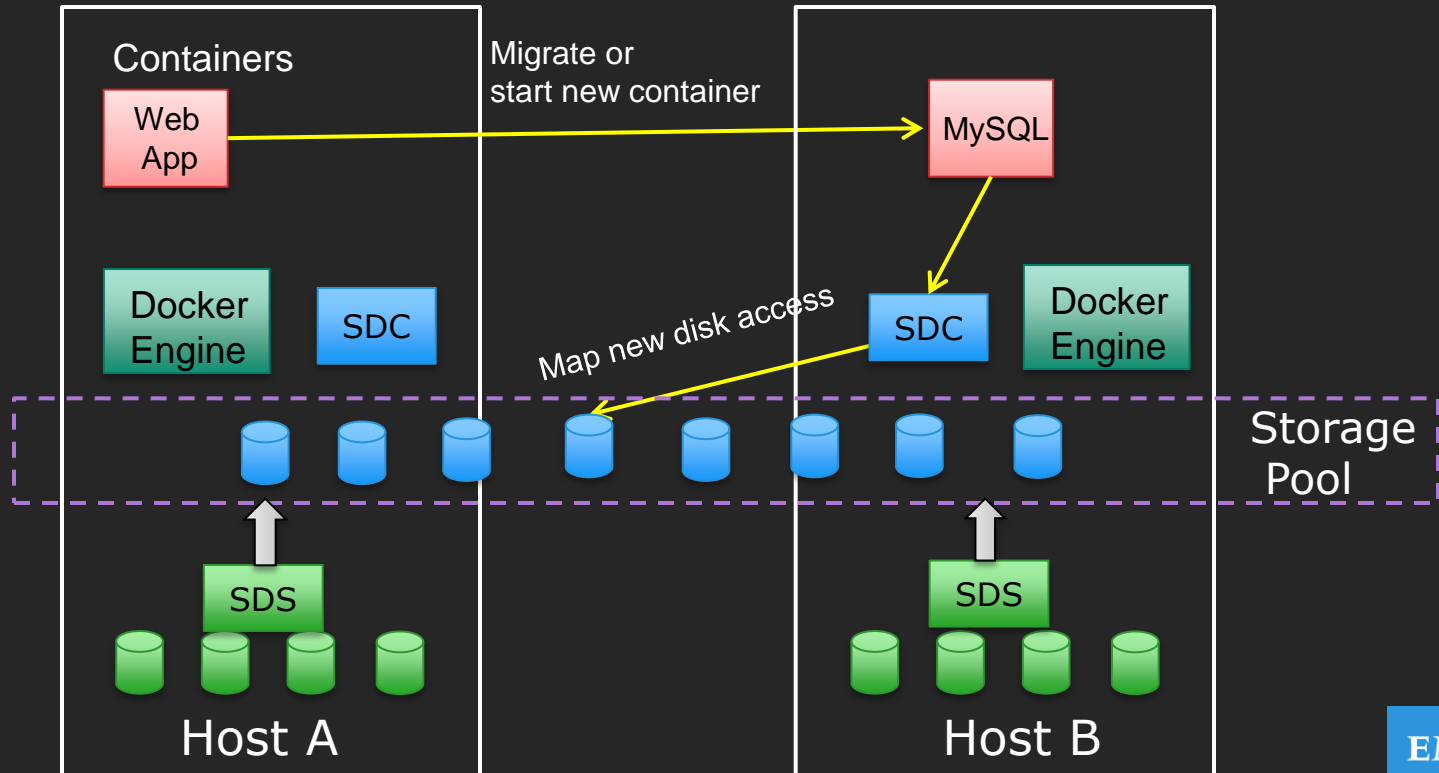 Containers
Migrate or
start new container
Web
App
MySQL
Docker
Engine
SDC
Map new disk access
SDC
Docker
Engine
Storage
Pool
SDS
SDS
Host A
Host B